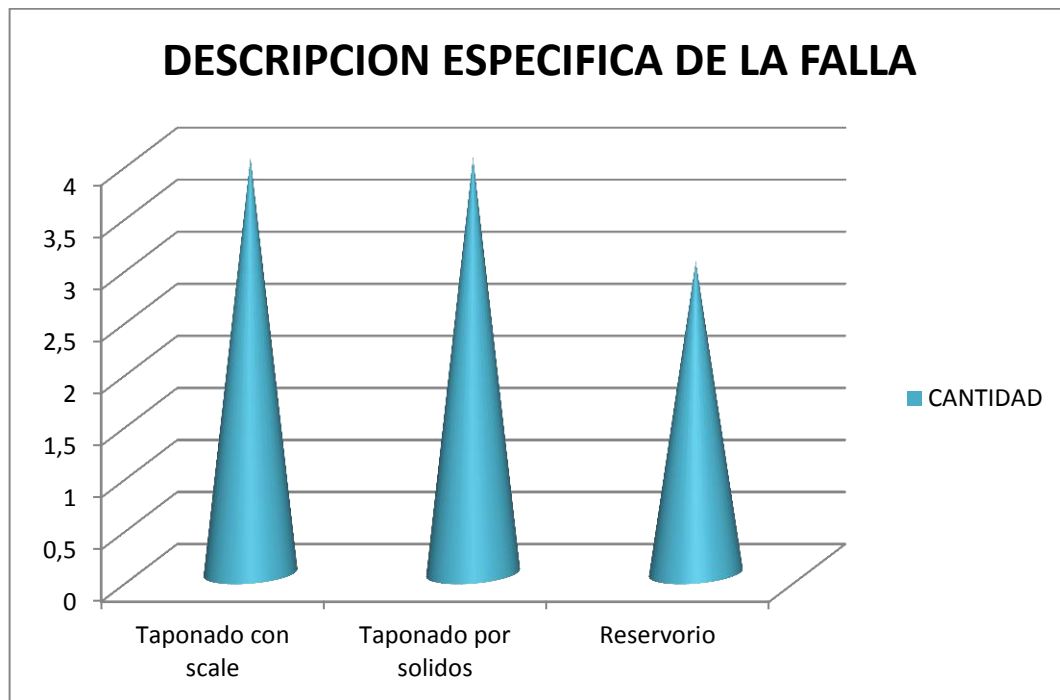 DESCRIPCION ESPECIFICA DE LA FALLA
4
3,5
3
2,5
2
1,5
1
0,5
0
Taponado con
scale
Taponado por
solidos
Reservorio
CANTIDAD